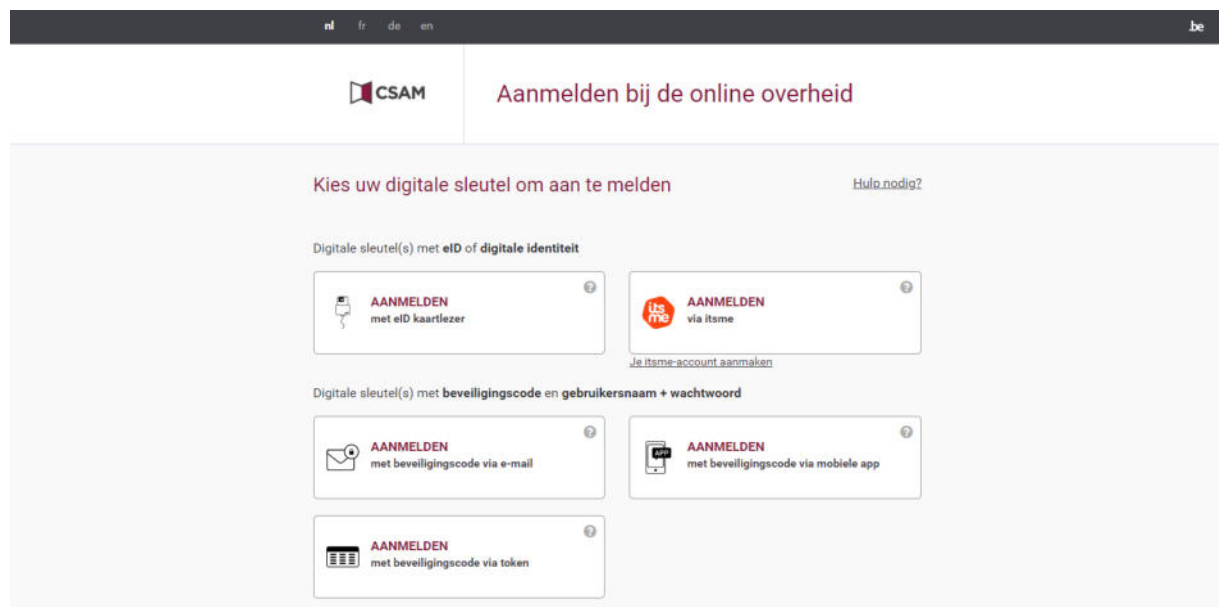 nl fr de en .be
CSAM
Aanmelden bij de online overheid
Kies uw digitale sleutel om aan te melden
Hulp nodig?
Digitale sleutel(s) met eID of digitale identiteit
AANMELDEN
met eID kaartlezer
?
its
me
AANMELDEN
via itsme
?
Je itsme-account aanmaken
Digitale sleutel(s) met beveiligingscode en gebruikersnaam + wachtwoord
AANMELDEN
met beveiligingscode via e-mail
?
APP
AANMELDEN
met beveiligingscode via mobiele app
?
AANMELDEN
met beveiligingscode via token
?